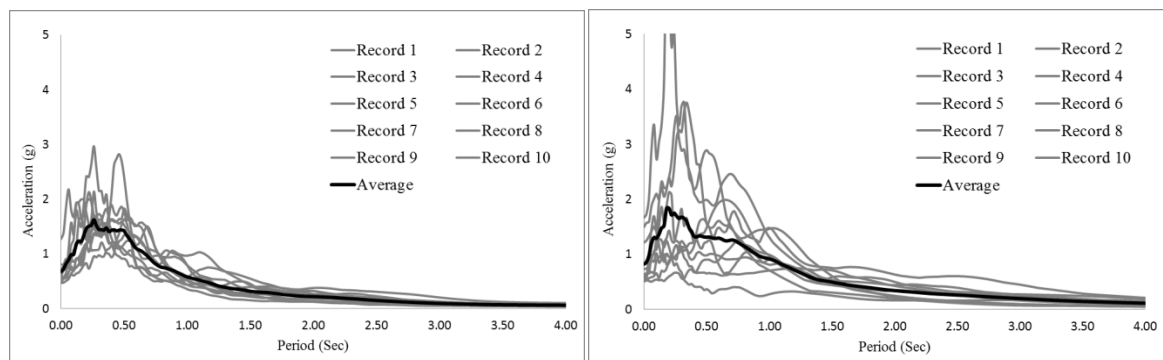 5
4
3
2
1
0
Acceleration (g)
0.00 0.50 1.00 1.50 2.00 2.50 3.00 3.50 4.00
Period (Sec)
Record 1 Record 2
Record 3 Record 4
Record 5 Record 6
Record 7 Record 8
Record 9 Record 10
Average
5
4
3
2
1
0
Acceleration (g)
0.00 0.50 1.00 1.50 2.00 2.50 3.00 3.50 4.00
Period (Sec)
Record 1 Record 2
Record 3 Record 4
Record 5 Record 6
Record 7 Record 8
Record 9 Record 10
Average